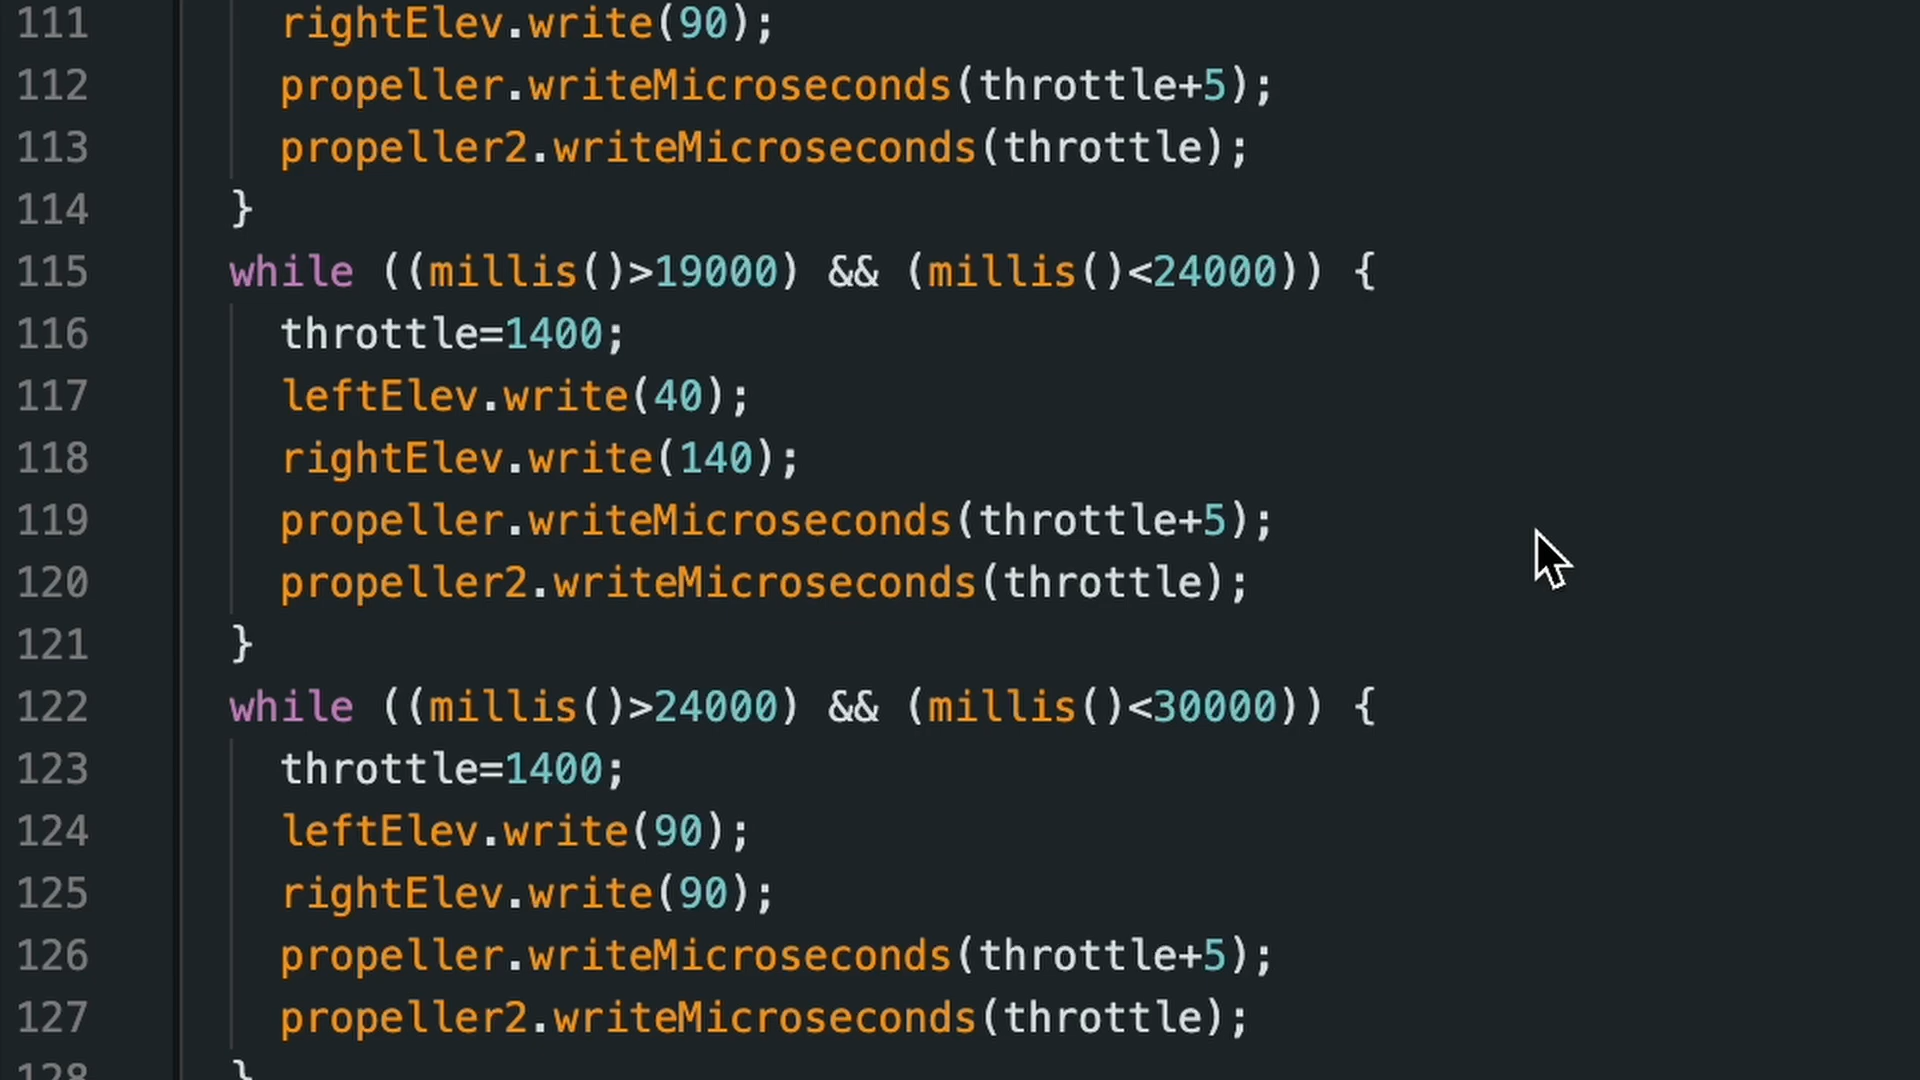 111 rightElev.write(90);
112 propeller.writeMicroseconds(throttle+5);
113 propeller2.writeMicroseconds(throttle);
114 }
115 while ((millis()>19000) && (millis()<24000)) {
116 throttle=1400;
117 leftElev.write(40);
118 rightElev.write(140);
119 propeller.writeMicroseconds(throttle+5);
120 propeller2.writeMicroseconds(throttle);
121 }
122 while ((millis()>24000) && (millis()<30000)) {
123 throttle=1400;
124 leftElev.write(90);
125 rightElev.write(90);
126 propeller.writeMicroseconds(throttle+5);
127 propeller2.writeMicroseconds(throttle);
128 }